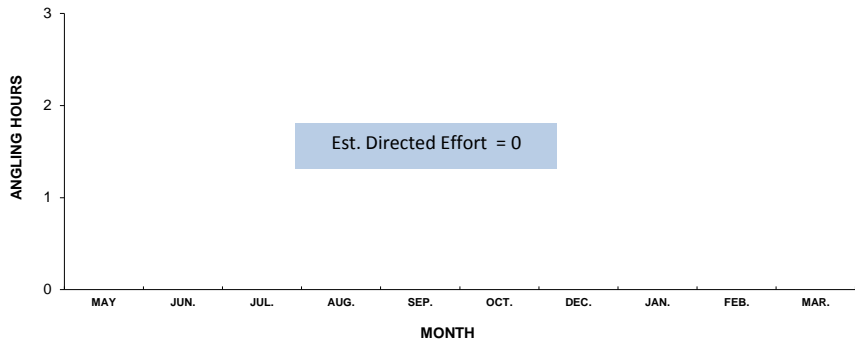 3
2
1
0
ANGLING HOURS
Est. Directed Effort = 0
MAY JUN. JUL. AUG. SEP. OCT. DEC. JAN. FEB. MAR.
MONTH